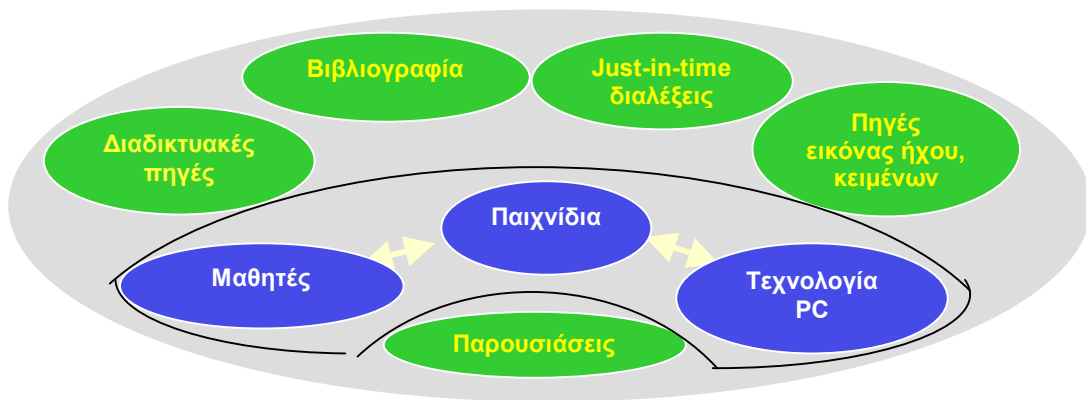 Βιβλιογραφία
Just-in-time
διαλέξεις
Διαδικτυακές
πηγές
Πηγές
εικόνας ήχου,
κειμένων
Παιχνίδια
Μαθητές
Τεχνολογία
PC
Παρουσιάσεις